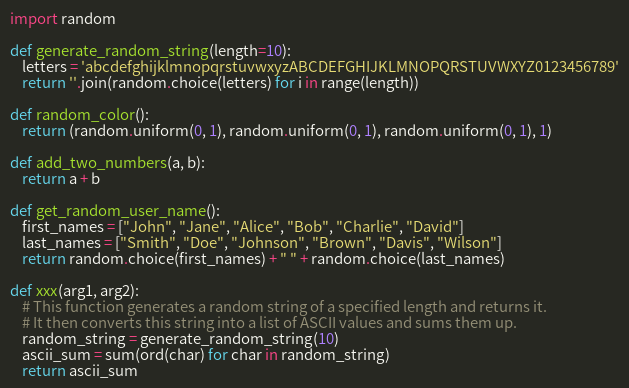 import random
def generate_random_string(length=10):
letters = 'abcdefghijklmnopqrstuvwxyzABCDEFGHIJKLMNOPQRSTUVWXYZ0123456789'
return ''.join(random.choice(letters) for i in range(length))
def random_color():
return (random.uniform(0, 1), random.uniform(0, 1), random.uniform(0, 1), 1)
def add_two_numbers(a, b):
return a + b
def get_random_user_name():
first_names = ["John", "Jane", "Alice", "Bob", "Charlie", "David"]
last_names = ["Smith", "Doe", "Johnson", "Brown", "Davis", "Wilson"]
return random.choice(first_names) + " " + random.choice(last_names)
def xxx(arg1, arg2):
# This function generates a random string of a specified length and returns it.
# It then converts this string into a list of ASCII values and sums them up.
random_string = generate_random_string(10)
ascii_sum = sum(ord(char) for char in random_string)
return ascii_sum